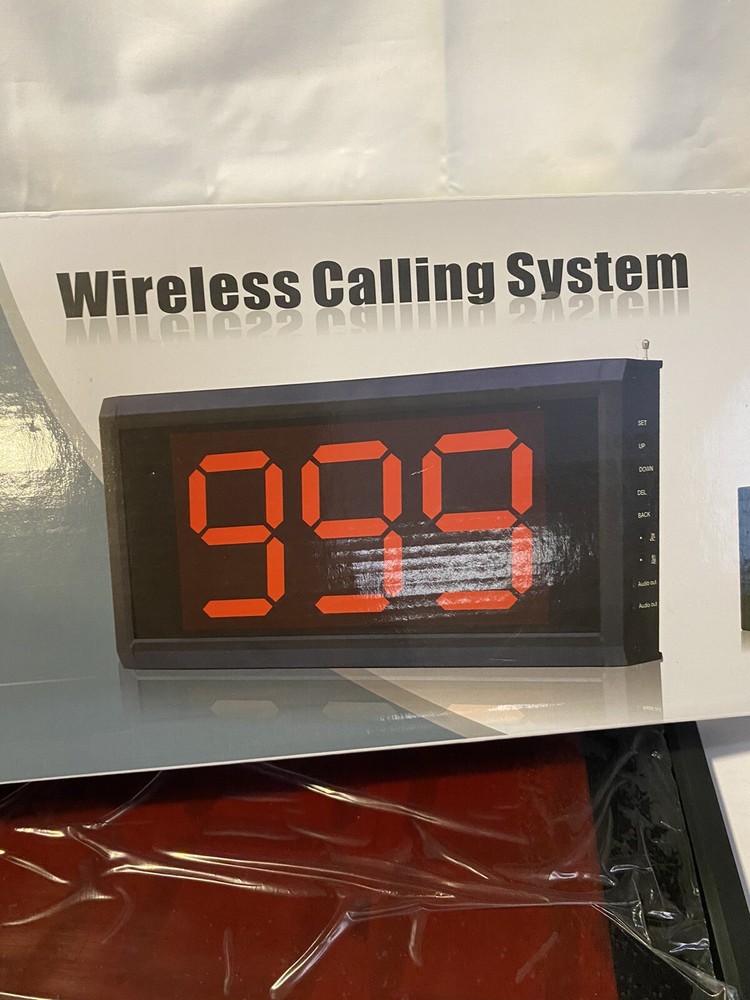 Wireless Calling System
999
SET
UP
DOWN
DEL
BACK
Audio out
Audio out